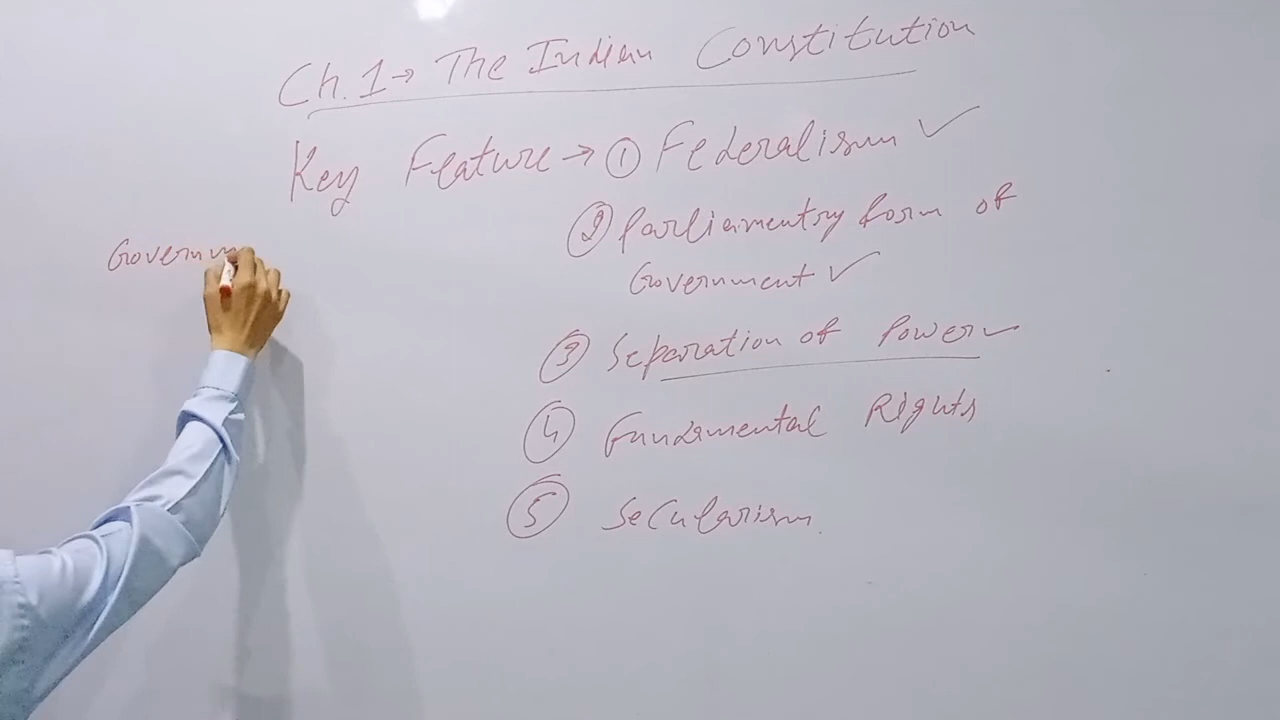 Ch.1→ The Indian Constitution
Key Feature → ① Federalism ✓
② Parliamentry form of
Government ✓
Governm
③ Separation of Power
④ Fundamental Rights
⑤ Secularism.